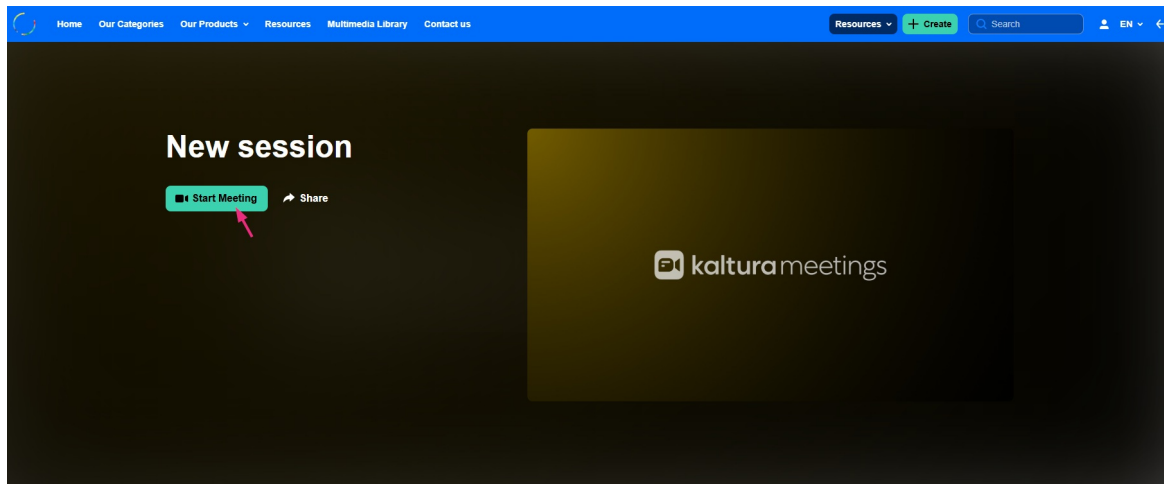 Home Our Categories Our Products Resources Multimedia Library Contact us Resources + Create Search EN
New session
Start Meeting Share
kaltura meetings